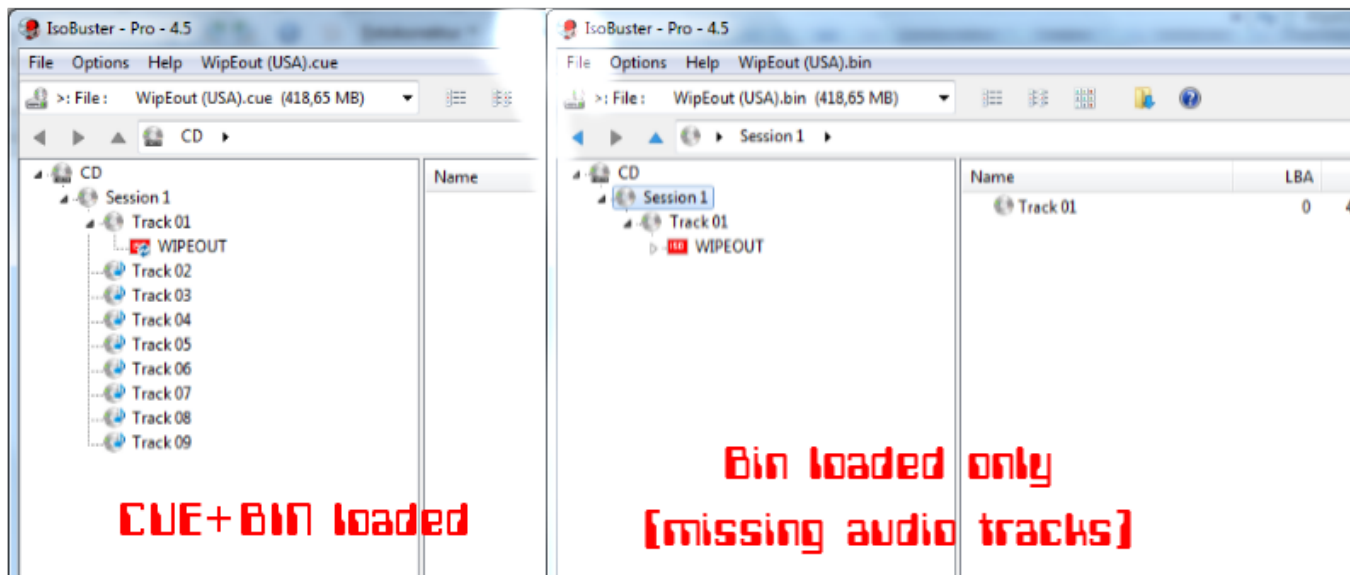 IsoBuster - Pro - 4.5
File Options Help WipEout (USA).cue
>: File : WipEout (USA).cue (418,65 MB)
CD
CD
Session 1
Track 01
WIPEOUT
Track 02
Track 03
Track 04
Track 05
Track 06
Track 07
Track 08
Track 09
Name
CUE+BIN loaded
IsoBuster - Pro - 4.5
File Options Help WipEout (USA).bin
>: File : WipEout (USA).bin (418,65 MB)
Session 1
CD
Session 1
Track 01
ISO WIPEOUT
Name LBA
Track 01 0 4
Bin loaded only
[missing audio tracks]